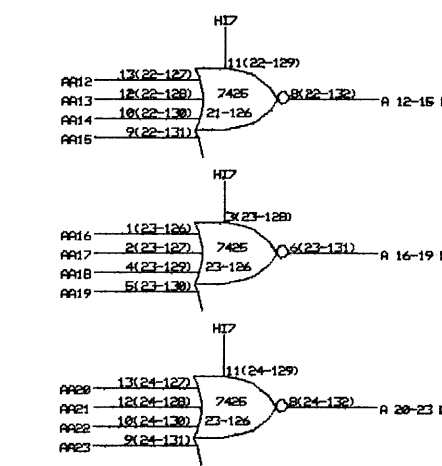 HI7
11(22-129)
AA12 13(22-127)
AA13 12(22-128) 7425 8(22-132) A 12-15
AA14 10(22-130) 21-126
AA15 9(22-131)
HI7
3(23-128)
AA16 1(23-126)
AA17 2(23-127) 7425 6(23-131) A 16-19
AA18 4(23-129) 23-126
AA19 5(23-130)
HI7
11(24-129)
AA20 13(24-127)
AA21 12(24-128) 7425 8(24-132) A 20-23
AA22 10(24-130) 23-126
AA23 9(24-131)